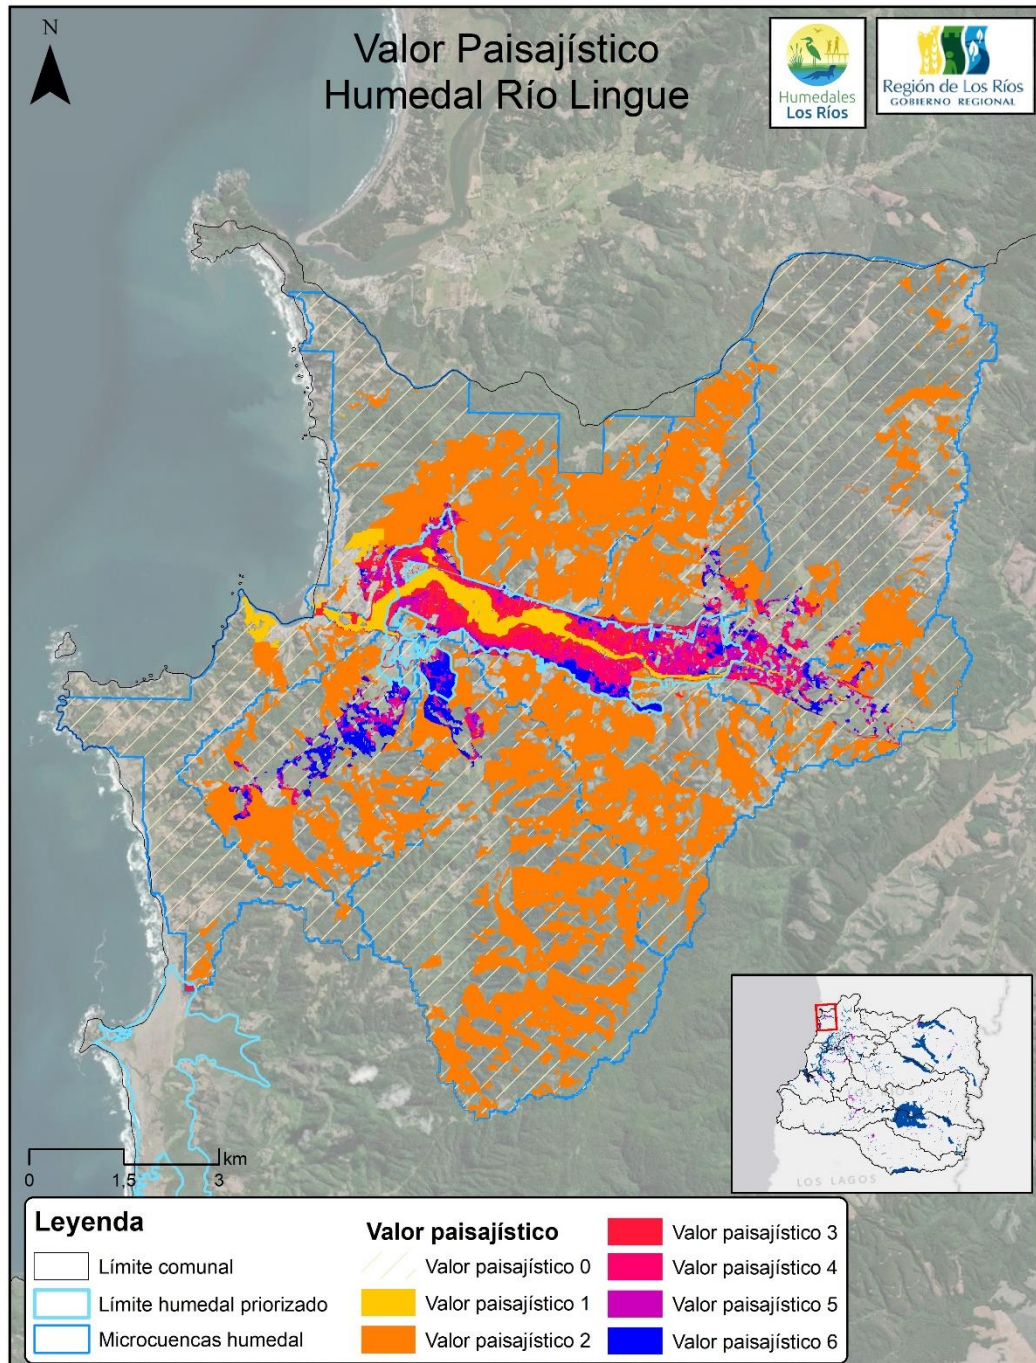 N
Valor Paisajístico
Humedal Río Lingue
Humedales
Los Ríos
Región de Los Ríos
GOBIERNO REGIONAL
km
0
1,5
3
LOS LAGOS
Leyenda
Límite comunal
Límite humedal priorizado
Microcuencas humedal
Valor paisajístico
Valor paisajístico 0
Valor paisajístico 1
Valor paisajístico 2
Valor paisajístico 3
Valor paisajístico 4
Valor paisajístico 5
Valor paisajístico 6